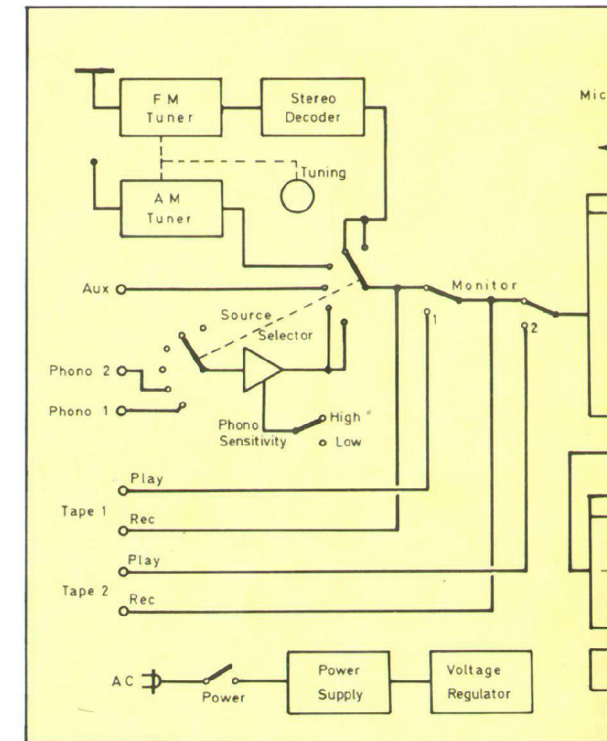 FM
Tuner
Stereo
Decoder
Mic
Tuning
AM
Tuner
Aux
Monitor
Source
Selector
1
2
Phono 2
Phono 1
Phono
Sensitivity
High
Low
Play
Tape 1
Rec
Play
Tape 2
Rec
AC
Power
Power
Supply
Voltage
Regulator